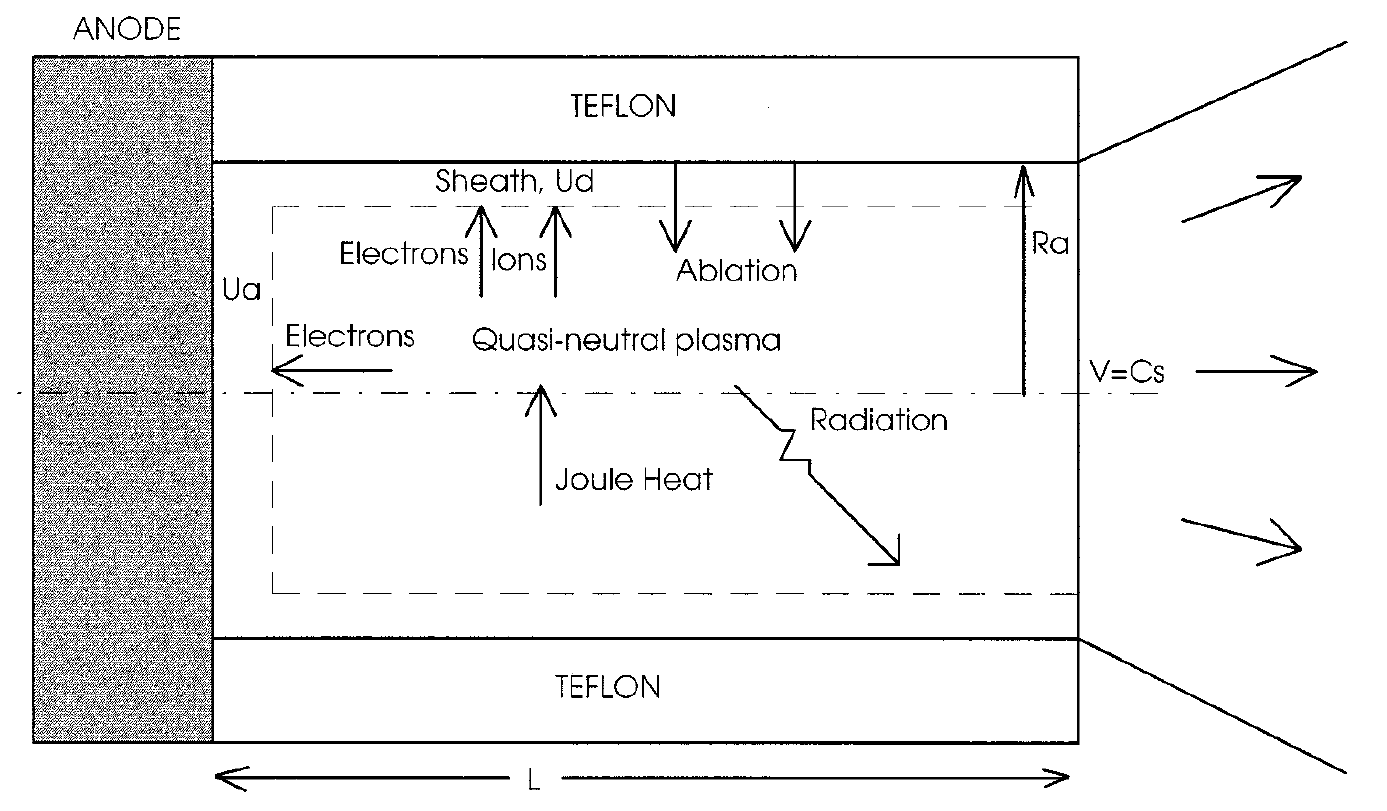 ANODE
TEFLON
Sheath, Ud
Electrons
Ions
Ablation
Ra
Ua
Electrons
Quasi-neutral plasma
V=Cs
Radiation
Joule Heat
TEFLON
L